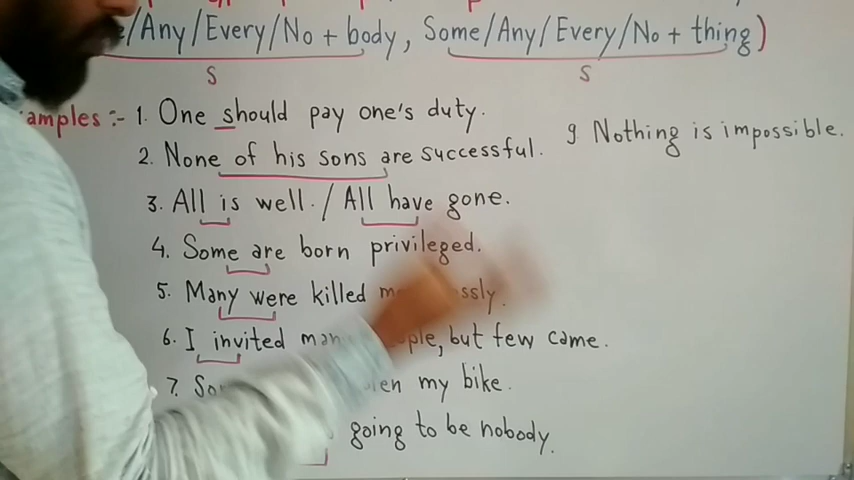 /Any/Every/No + body, Some/Any/Every/No + thing)
S S
amples :- 1. One should pay one's duty.
2. None of his sons are successful.
3. All is well. / All have gone.
4. Some are born privileged.
5. Many were killed
6. I invited but few came.
7. my bike.
going to be nobody.
9 Nothing is impossible.